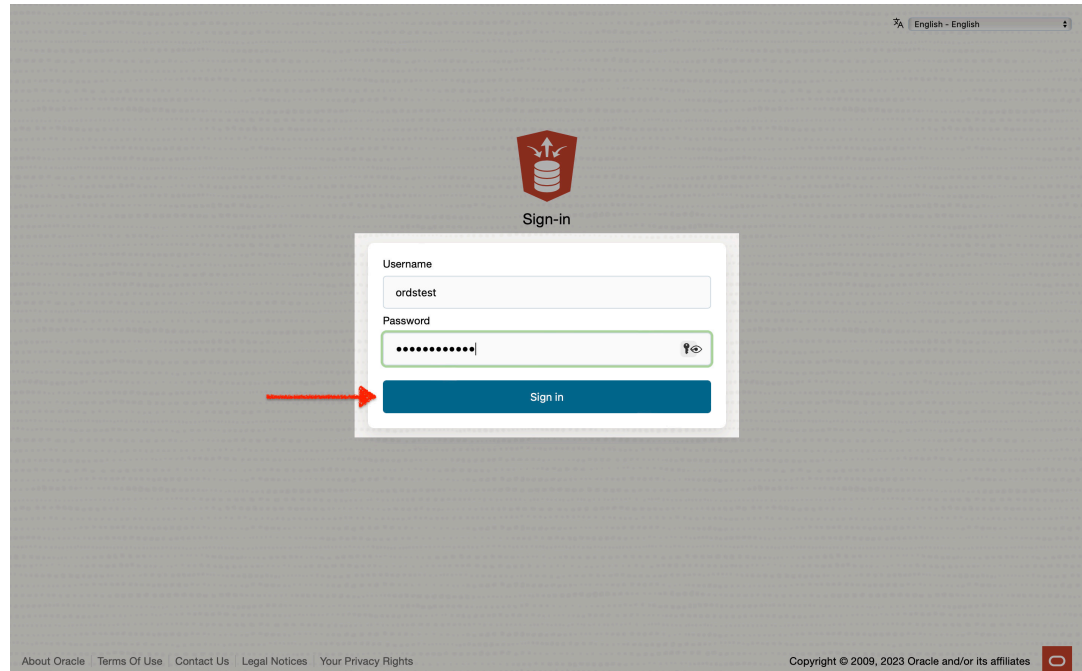 English - English
Sign-in
Username
ordstest
Password
••••••••••••
Sign in
About Oracle Terms Of Use Contact Us Legal Notices Your Privacy Rights
Copyright © 2009, 2023 Oracle and/or its affiliates